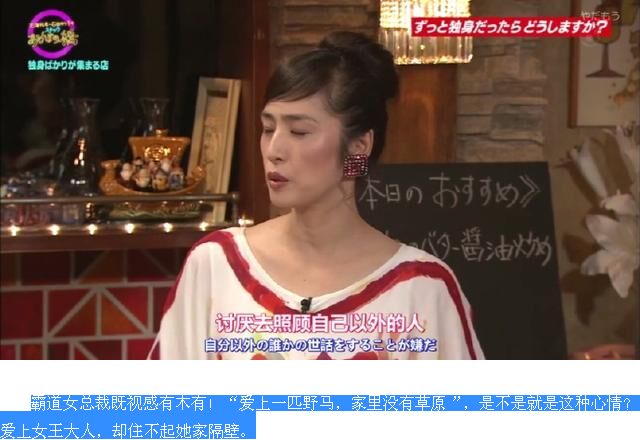 ずっと独身だったら どうしますか?
独身ばかりが集まる店
本日のおすすめ》
バター醤油炒め
讨厌去照顾自己以外的人
自分以外の誰かの世話をすることが嫌だ
霸道女总裁既视感有木有！“爱上一匹野马，家里没有草原 ”，是不是就是这种心情?
爱上女王大人，却住不起她家隔壁。